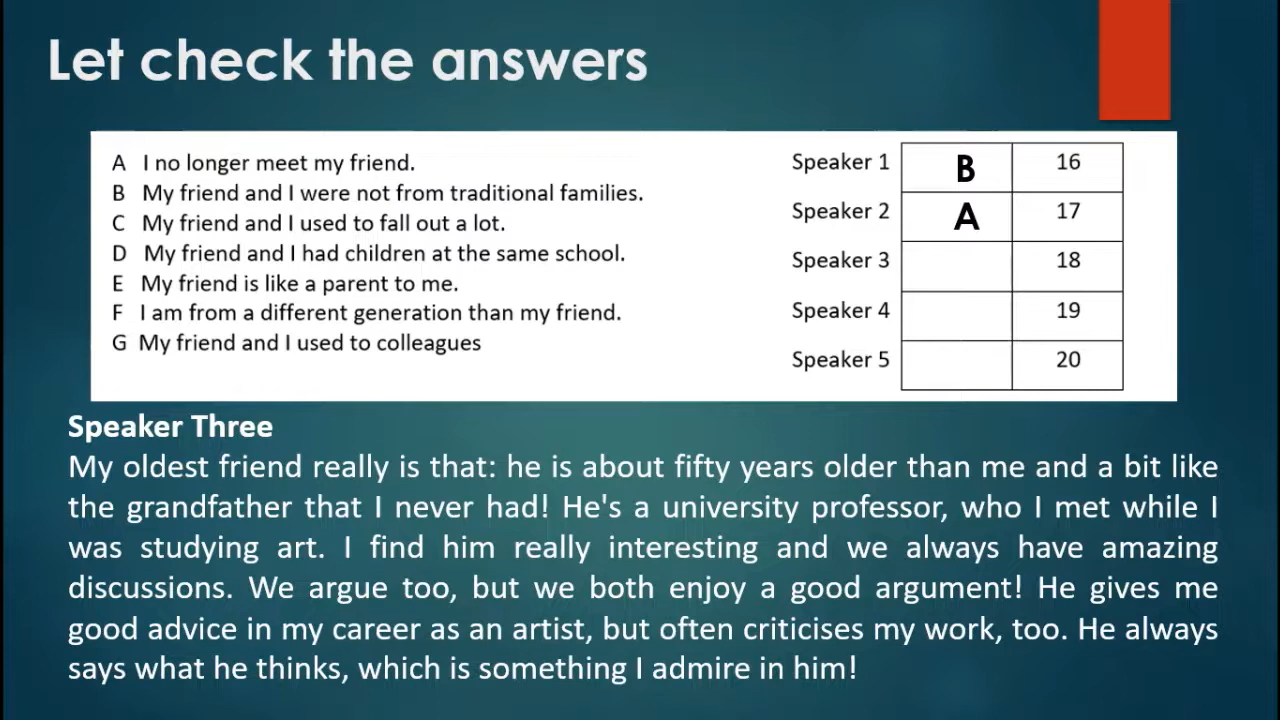 Let check the answers
A I no longer meet my friend.
B My friend and I were not from traditional families.
C My friend and I used to fall out a lot.
D My friend and I had children at the same school.
E My friend is like a parent to me.
F I am from a different generation than my friend.
G My friend and I used to colleagues
Speaker 1 B 16
Speaker 2 A 17
Speaker 3 18
Speaker 4 19
Speaker 5 20
Speaker Three
My oldest friend really is that: he is about fifty years older than me and a bit like
the grandfather that I never had! He's a university professor, who I met while I
was studying art. I find him really interesting and we always have amazing
discussions. We argue too, but we both enjoy a good argument! He gives me
good advice in my career as an artist, but often criticises my work, too. He always
says what he thinks, which is something I admire in him!